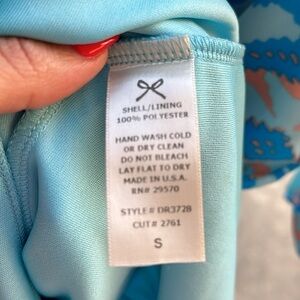 SHELL/LINING
100% POLYESTER
HAND WASH COLD
OR DRY CLEAN
DO NOT BLEACH
LAY FLAT TO DRY
MADE IN U.S.A.
RN# 29570
STYLE# DR3728
CUT# 2761
S